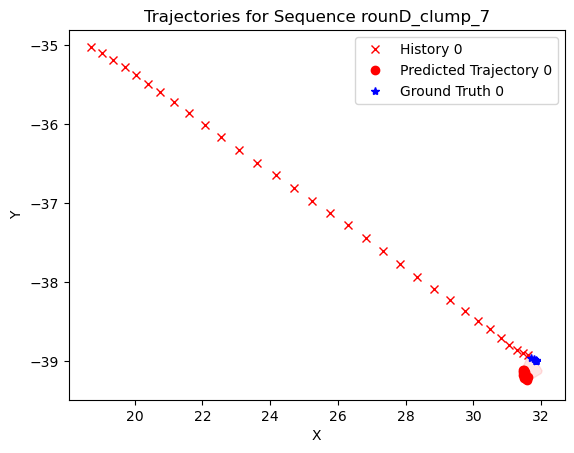 Trajectories for Sequence rounD_clump_7
History 0
Predicted Trajectory 0
Ground Truth 0
Y
−35
−36
−37
−38
−39
20
22
24
26
28
30
32
X